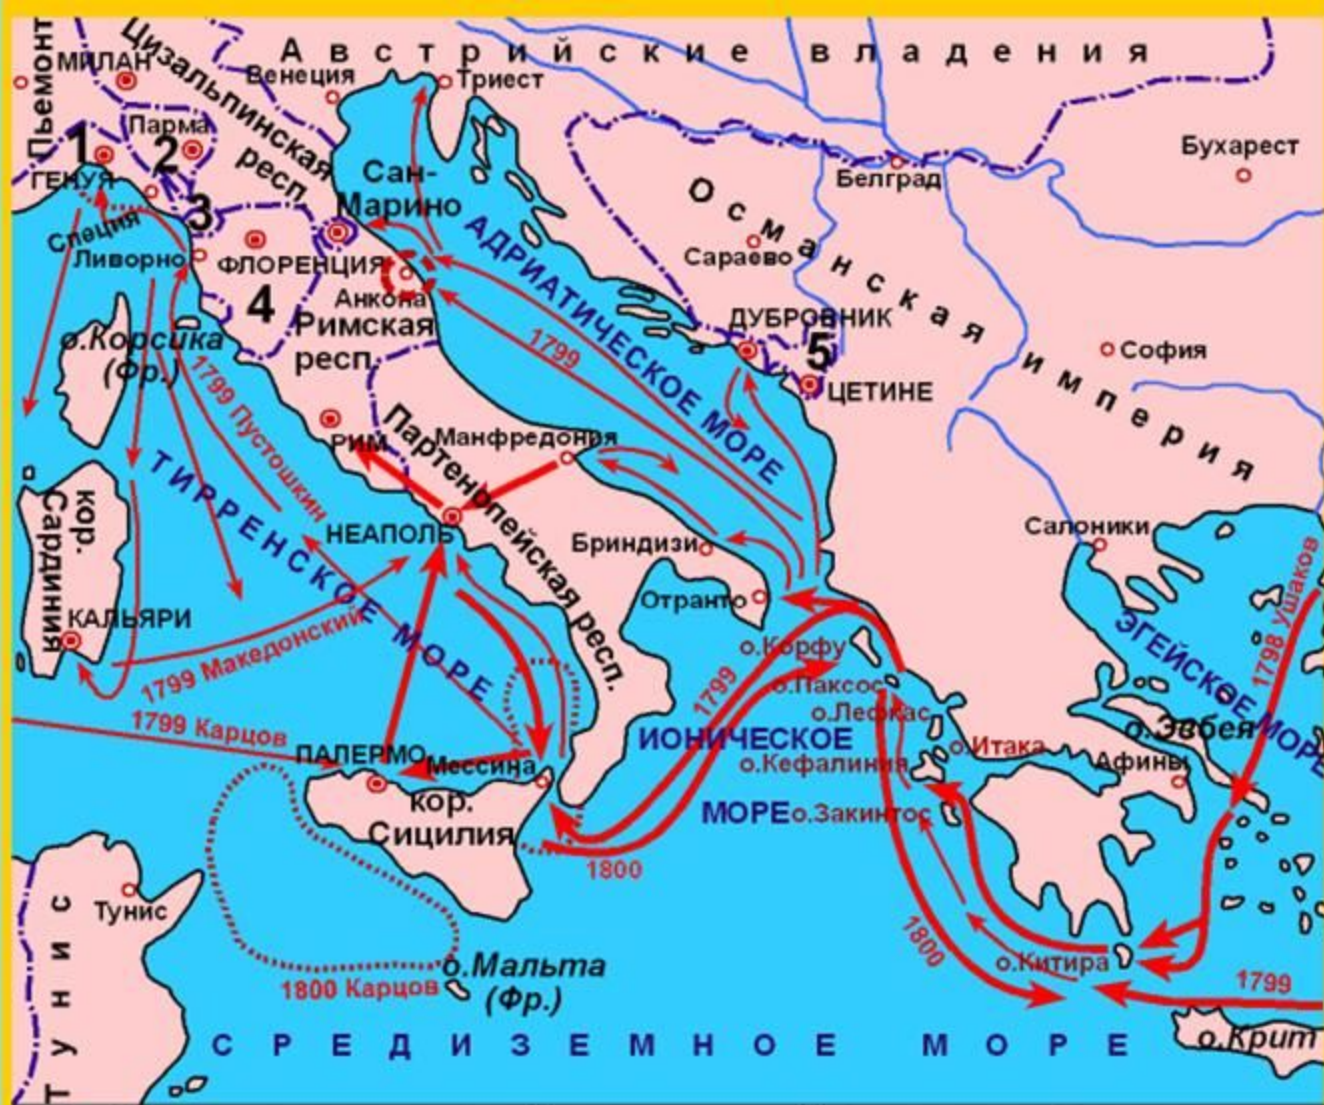 Австрийские владения
Пьемонт
МИЛАН
Цизальпинская
респ.
Венеция
Триест
Парма
1
2
3
ГЕНУЯ
Специя
Ливорно
Сан-
Марино
ФЛОРЕНЦИЯ
4
Анкона
Римская
респ.
АДРИАТИЧЕСКОЕ МОРЕ
1799
Белград
Бухарест
Османская империя
Сараево
ДУБРОВНИК
5
ЦЕТИНЕ
София
о.Корсика
(Фр.)
1799 Пустошкин
РИМ
Манфредония
Партенопейская респ.
ТИРРЕНСКОЕ МОРЕ
НЕАПОЛЬ
Бриндизи
Отранто
Салоники
кор.
Сардиния
КАЛЬЯРИ
1799 Македонский
1799 Карцов
ПАЛЕРМО
Мессина
кор.
Сицилия
о.Корфу
о.Паксос
о.Лефкас
1799
ИОНИЧЕСКОЕ
МОРЕ
о.Кефалиния
о.Итака
о.Закинтос
1800
ЭГЕЙСКОЕ МОРЕ
1798 Ушаков
о.Эвбея
Афины
Тунис
ТУНИС
1800 Карцов
о.Мальта
(Фр.)
1800
о.Китира
1799
о.Крит
СРЕДИЗЕМНОЕ МОРЕ